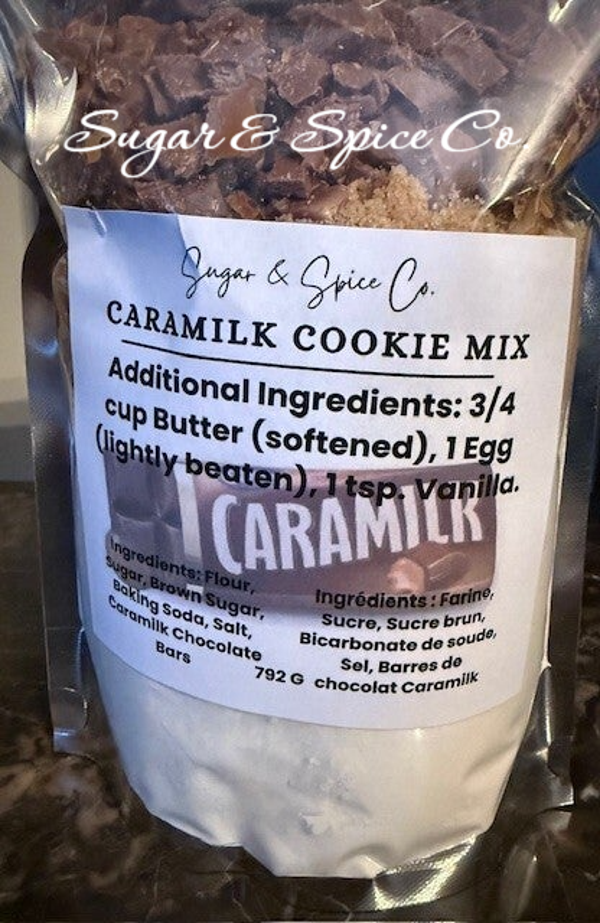 Sugar & Spice Co.
Sugar & Spice Co.
CARAMILK COOKIE MIX
Additional Ingredients: 3/4
cup Butter (softened), 1 Egg
(lightly beaten), 1 tsp. Vanilla.
CARAMILK
Ingredients: Flour,
Sugar, Brown Sugar,
Baking Soda, Salt,
Caramilk Chocolate
Bars
Ingrédients : Farine,
Sucre, Sucre brun,
Bicarbonate de soude,
Sel, Barres de
chocolat Caramilk
792 G